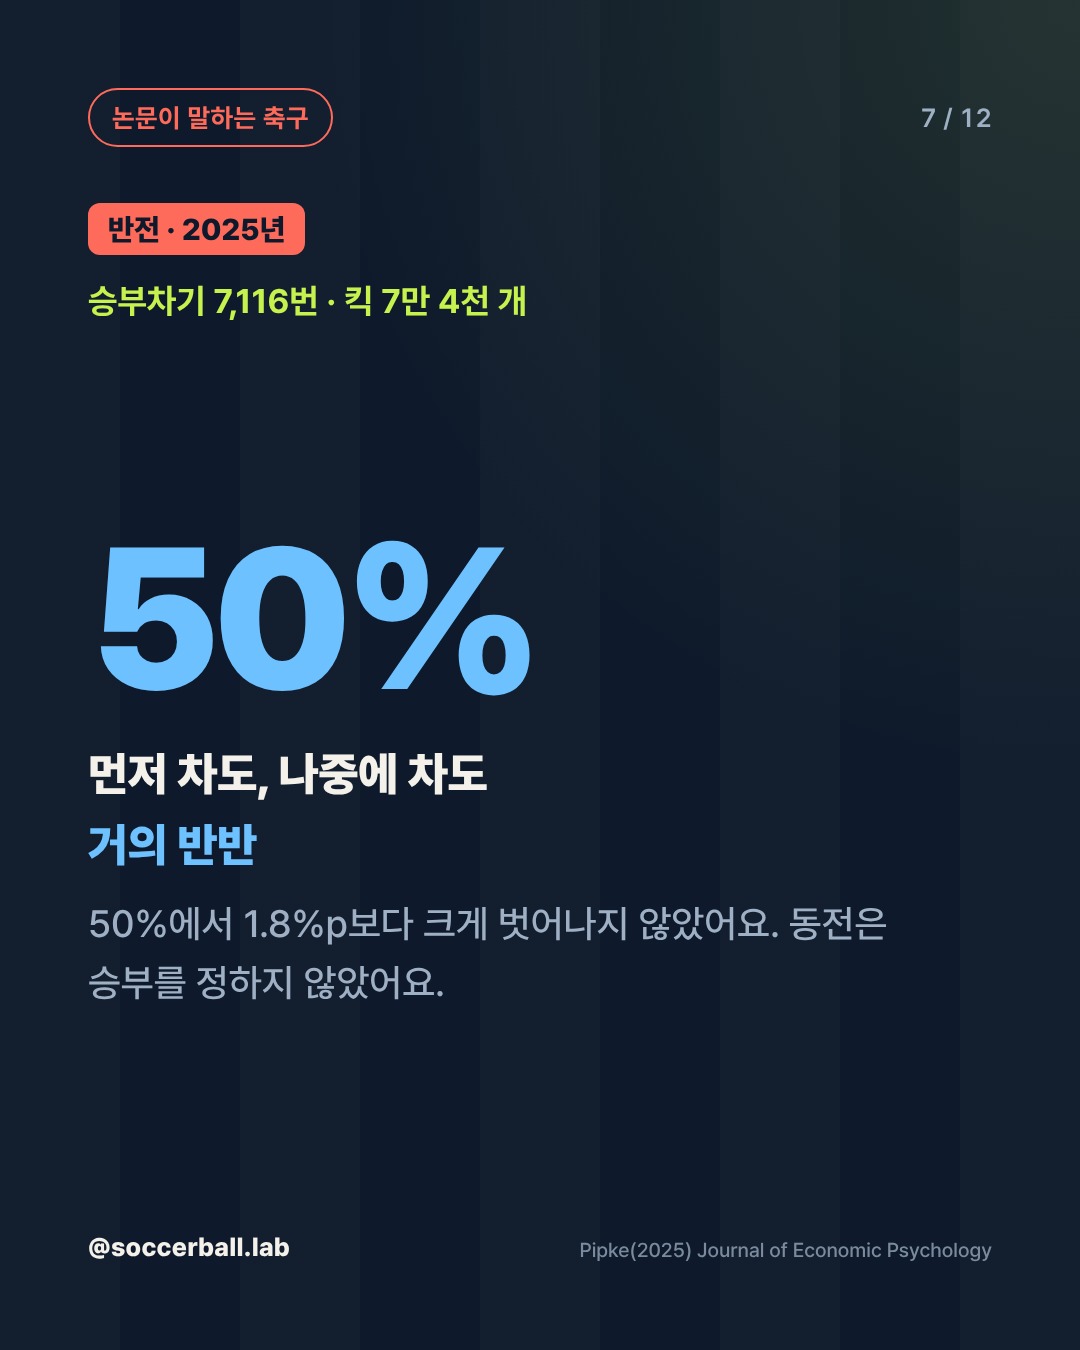 논문이 말하는 축구
7 / 12
반전 · 2025년
승부차기 7,116번 · 킥 7만 4천 개
50%
먼저 차도, 나중에 차도
거의 반반
50%에서 1.8%p보다 크게 벗어나지 않았어요. 동전은
승부를 정하지 않았어요.
@soccerball.lab
Pipke(2025) Journal of Economic Psychology